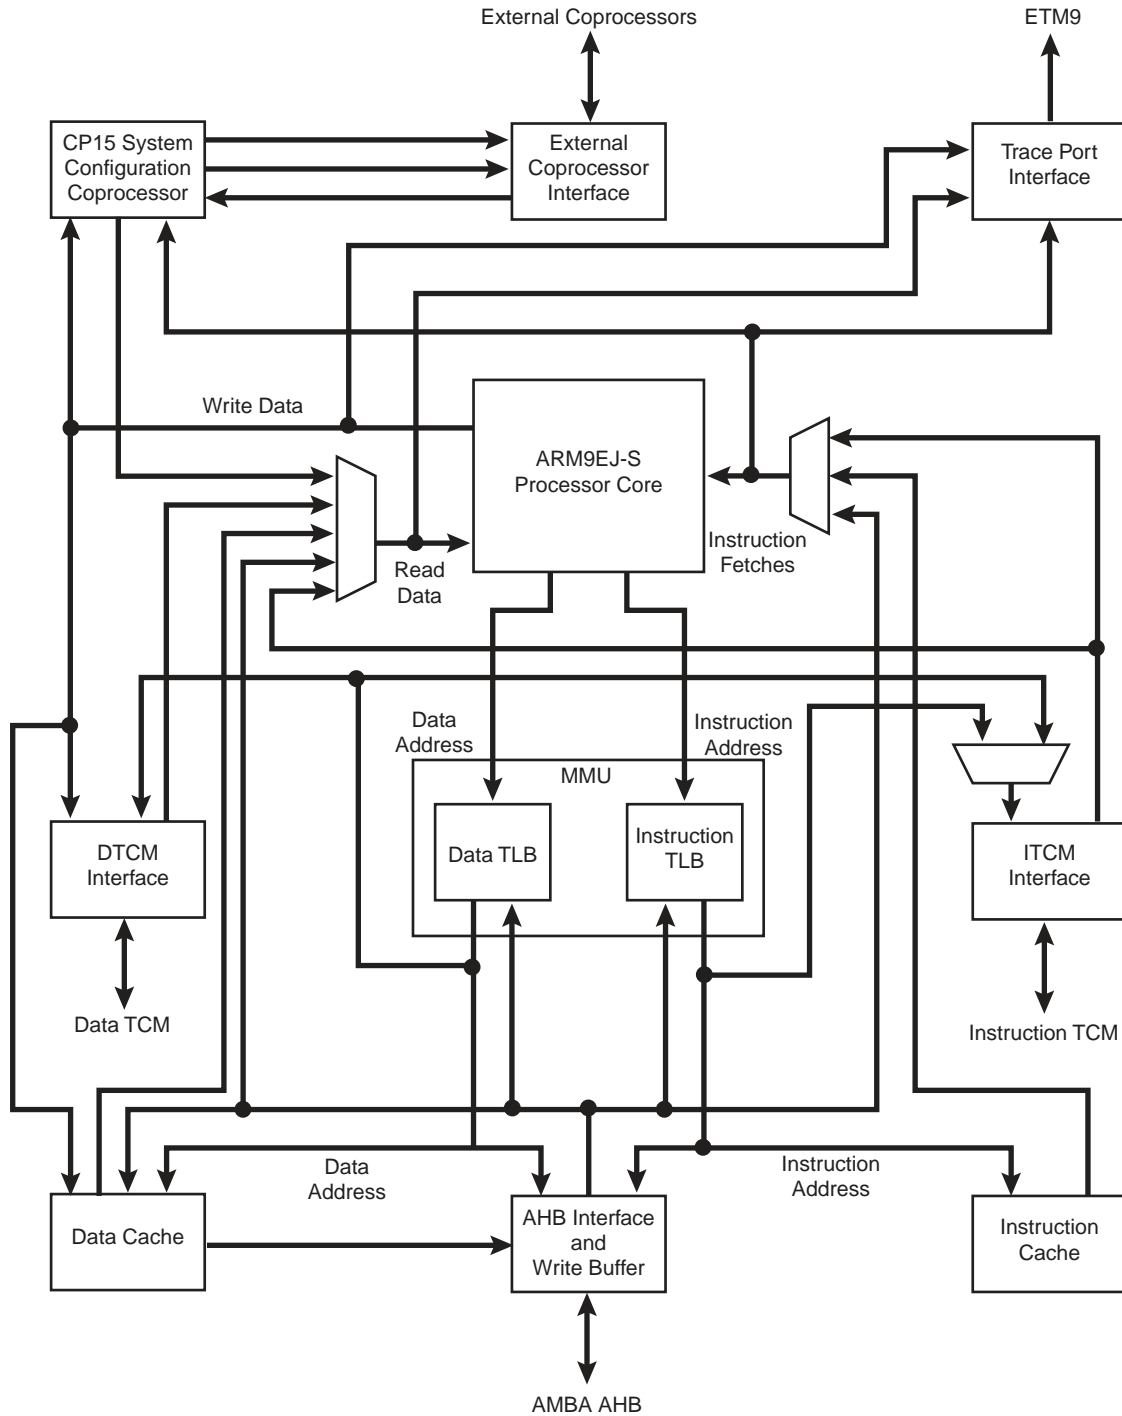 External Coprocessors
ETM9
CP15 System
Configuration
Coprocessor
External
Coprocessor
Interface
Trace Port
Interface
Write Data
ARM9EJ-S
Processor Core
Instruction
Fetches
Read
Data
Data
Address
Instruction
Address
MMU
Data TLB
Instruction
TLB
DTCM
Interface
ITCM
Interface
Data TCM
Instruction TCM
Data
Address
Instruction
Address
Data Cache
AHB Interface
and
Write Buffer
Instruction
Cache
AMBA AHB